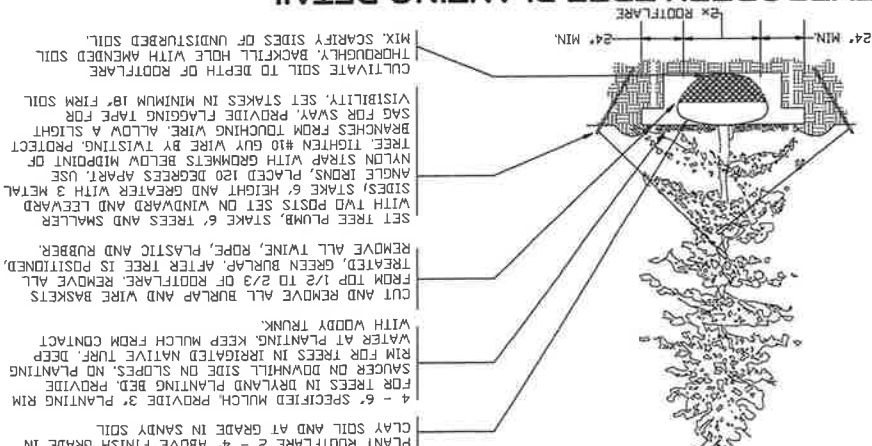 PLANT ROOTFLARE 2 - 4" ABOVE FINISH GRADE IN
CLAY SOIL AND AT GRADE IN SANDY SOIL
4 - 6" SPECIFIED MULCH, PROVIDE 3" PLANTING RIM
FOR TREES IN DRYLAND PLANTING BED. PROVIDE
SAUCER ON DOWNHILL SIDE ON SLOPES. NO PLANTING
RIM FOR TREES IN IRRIGATED NATIVE TURF. DEEP
WATER AT PLANTING. KEEP MULCH FROM CONTACT
WITH WOODY TRUNK.
CUT AND REMOVE ALL BURLAP AND WIRE BASKETS
FROM TOP 1/2 TO 2/3 OF ROOTFLARE. REMOVE ALL
TREATED, GREEN BURLAP. AFTER TREE IS POSITIONED,
REMOVE ALL TWINE, ROPE, PLASTIC AND RUBBER.
SET TREE PLUMB, STAKE 6' TREES AND SMALLER
WITH TWO POSTS SET ON WINDWARD AND LEEWARD
SIDES) STAKE 6' HEIGHT AND GREATER WITH 3 METAL
ANGLE IRONS, PLACED 120 DEGREES APART. USE
NYLON STRAP WITH GROMMETS BELOW MIDPOINT OF
TREE. TIGHTEN #10 GUY WIRE BY TWISTING. PROTECT
BRANCHES FROM TOUCHING WIRE. ALLOW A SLIGHT
SAG FOR SWAY. PROVIDE FLAGGING TAPE FOR
VISIBILITY. SET STAKES IN MINIMUM 18" FIRM SOIL
CULTIVATE SOIL TO DEPTH OF ROOTFLARE
THOROUGHLY. BACKFILL HOLE WITH AMENDED SOIL
MIX. SCARIFY SIDES OF UNDISTURBED SOIL.
24" MIN.
2x ROOTFLARE
24" MIN.
EVERGREEN TREE PLANTING DETAIL